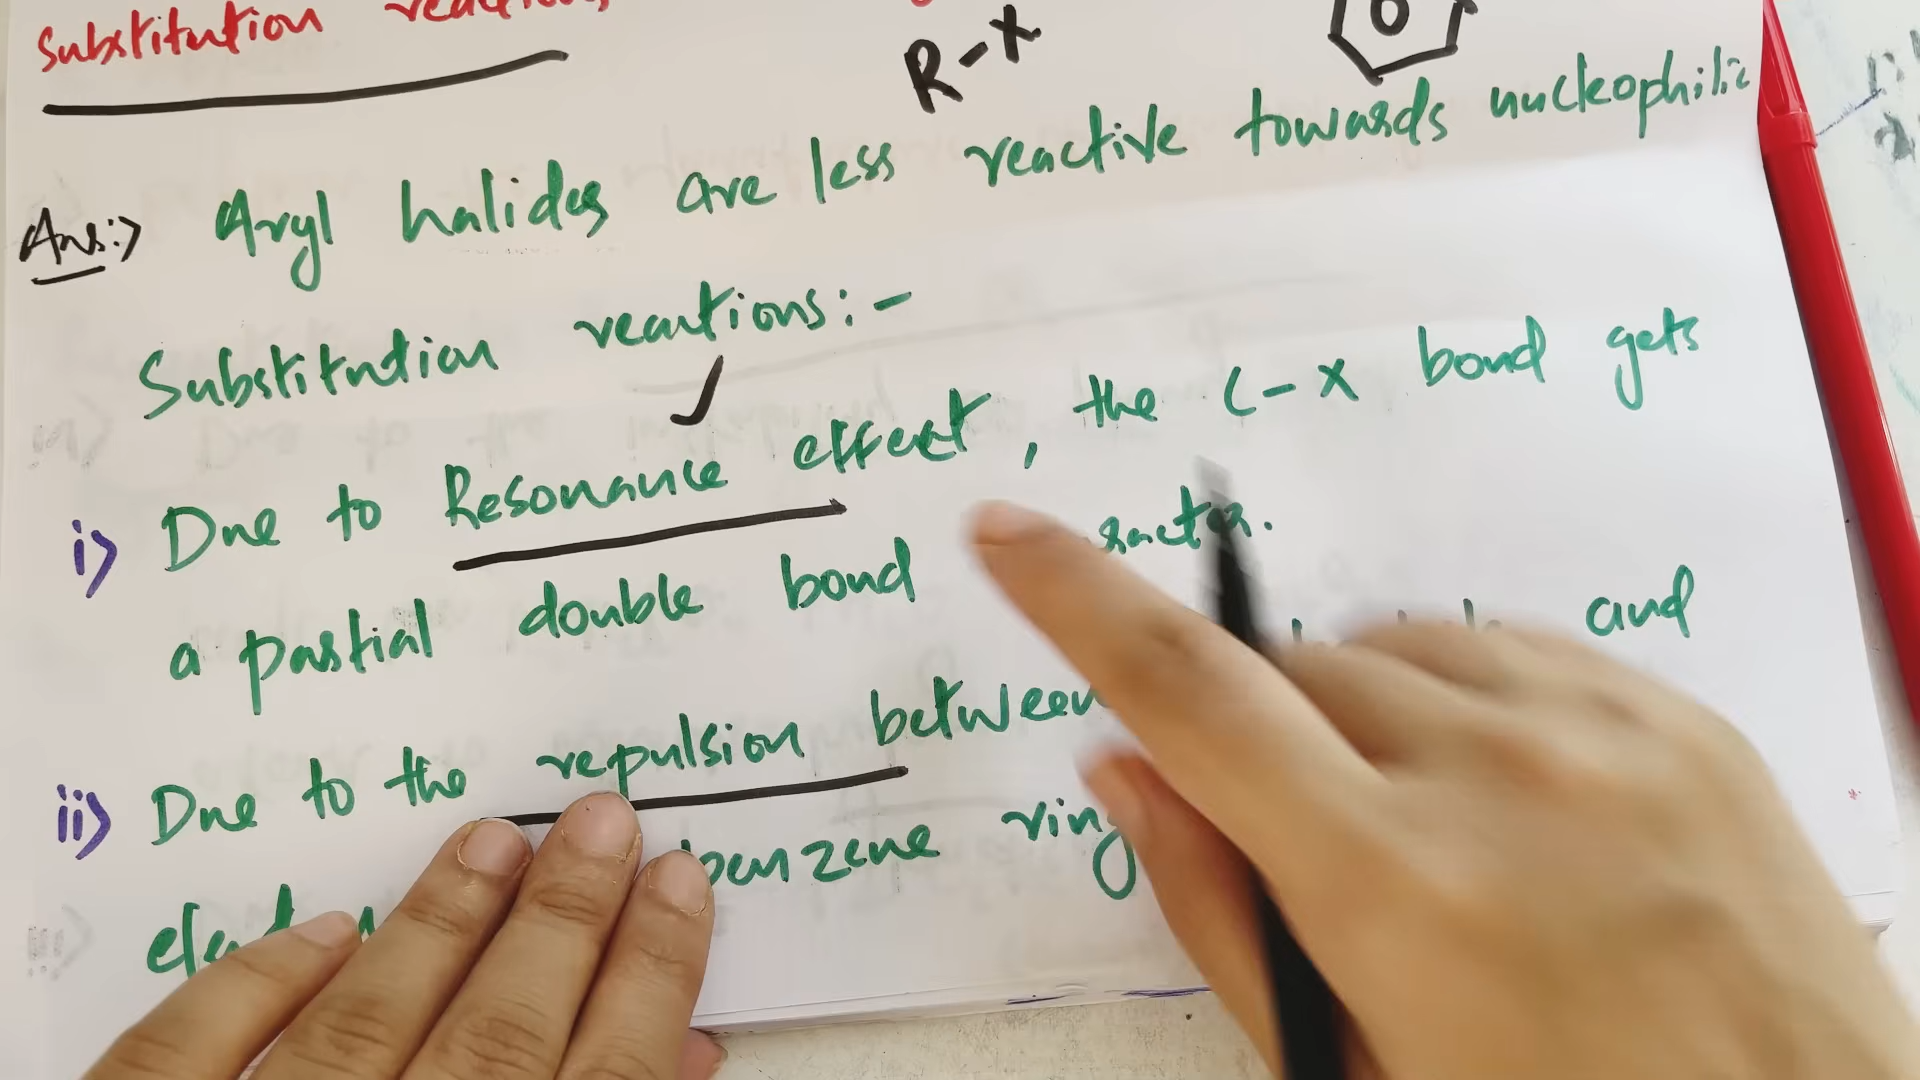 Substitution reactions
R-X
Ans:> Aryl halides are less reactive towards nucleophilic
Substitution reactions:-
i> Due to Resonance effect, the C-X bond gets
a partial double bond
ii> Due to the repulsion between and
benzene ring